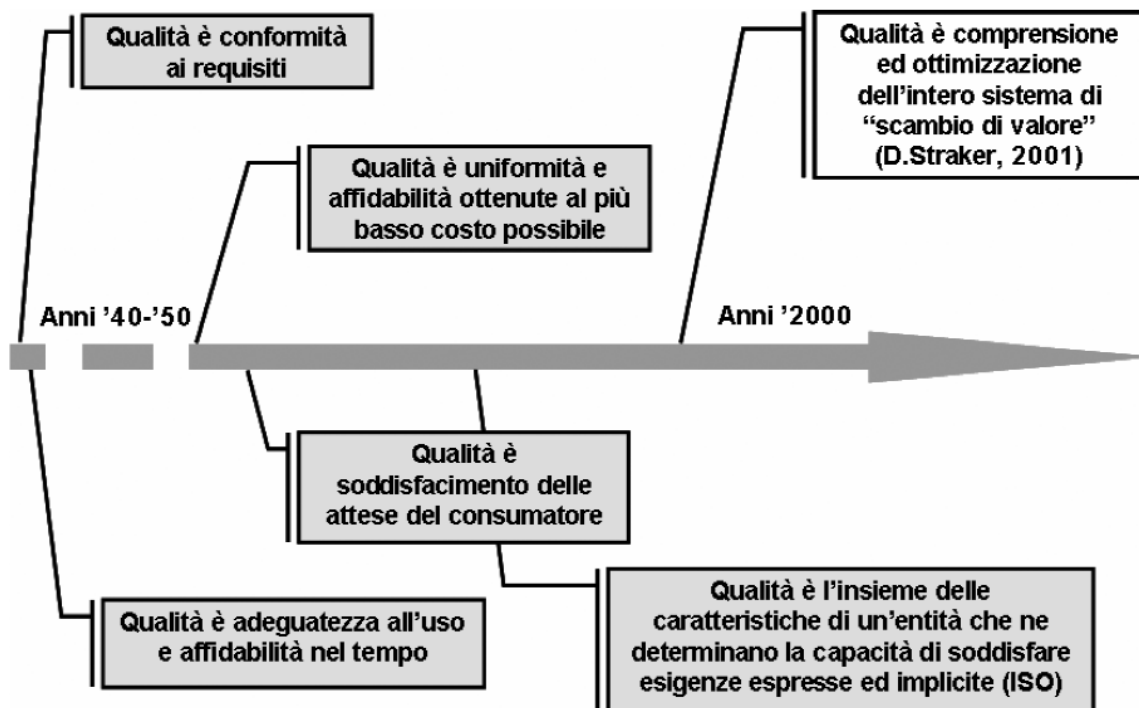 Qualità è conformità
ai requisiti
Qualità è comprensione
ed ottimizzazione
dell'intero sistema di
“scambio di valore”
(D.Straker, 2001)
Qualità è uniformità e
affidabilità ottenute al più
basso costo possibile
Anni '40-'50
Anni '2000
Qualità è
soddisfacimento delle
attese del consumatore
Qualità è adeguatezza all'uso
e affidabilità nel tempo
Qualità è l'insieme delle
caratteristiche di un'entità che ne
determinano la capacità di soddisfare
esigenze espresse ed implicite (ISO)